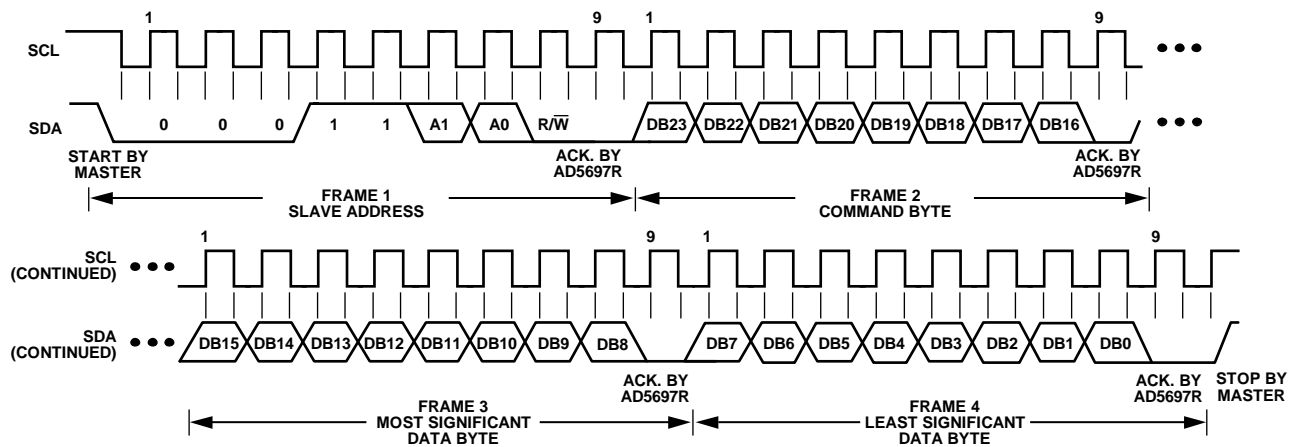 1 9 1 9
SCL
SDA 0 0 0 1 1 A1 A0 R/W̅ DB23 DB22 DB21 DB20 DB19 DB18 DB17 DB16
START BY
MASTER
ACK. BY
AD5697R
ACK. BY
AD5697R
FRAME 1
SLAVE ADDRESS
FRAME 2
COMMAND BYTE
1 9 1 9
SCL
(CONTINUED)
SDA
(CONTINUED)
DB15 DB14 DB13 DB12 DB11 DB10 DB9 DB8 DB7 DB6 DB5 DB4 DB3 DB2 DB1 DB0
ACK. BY
AD5697R
ACK. BY
AD5697R
STOP BY
MASTER
FRAME 3
MOST SIGNIFICANT
DATA BYTE
FRAME 4
LEAST SIGNIFICANT
DATA BYTE